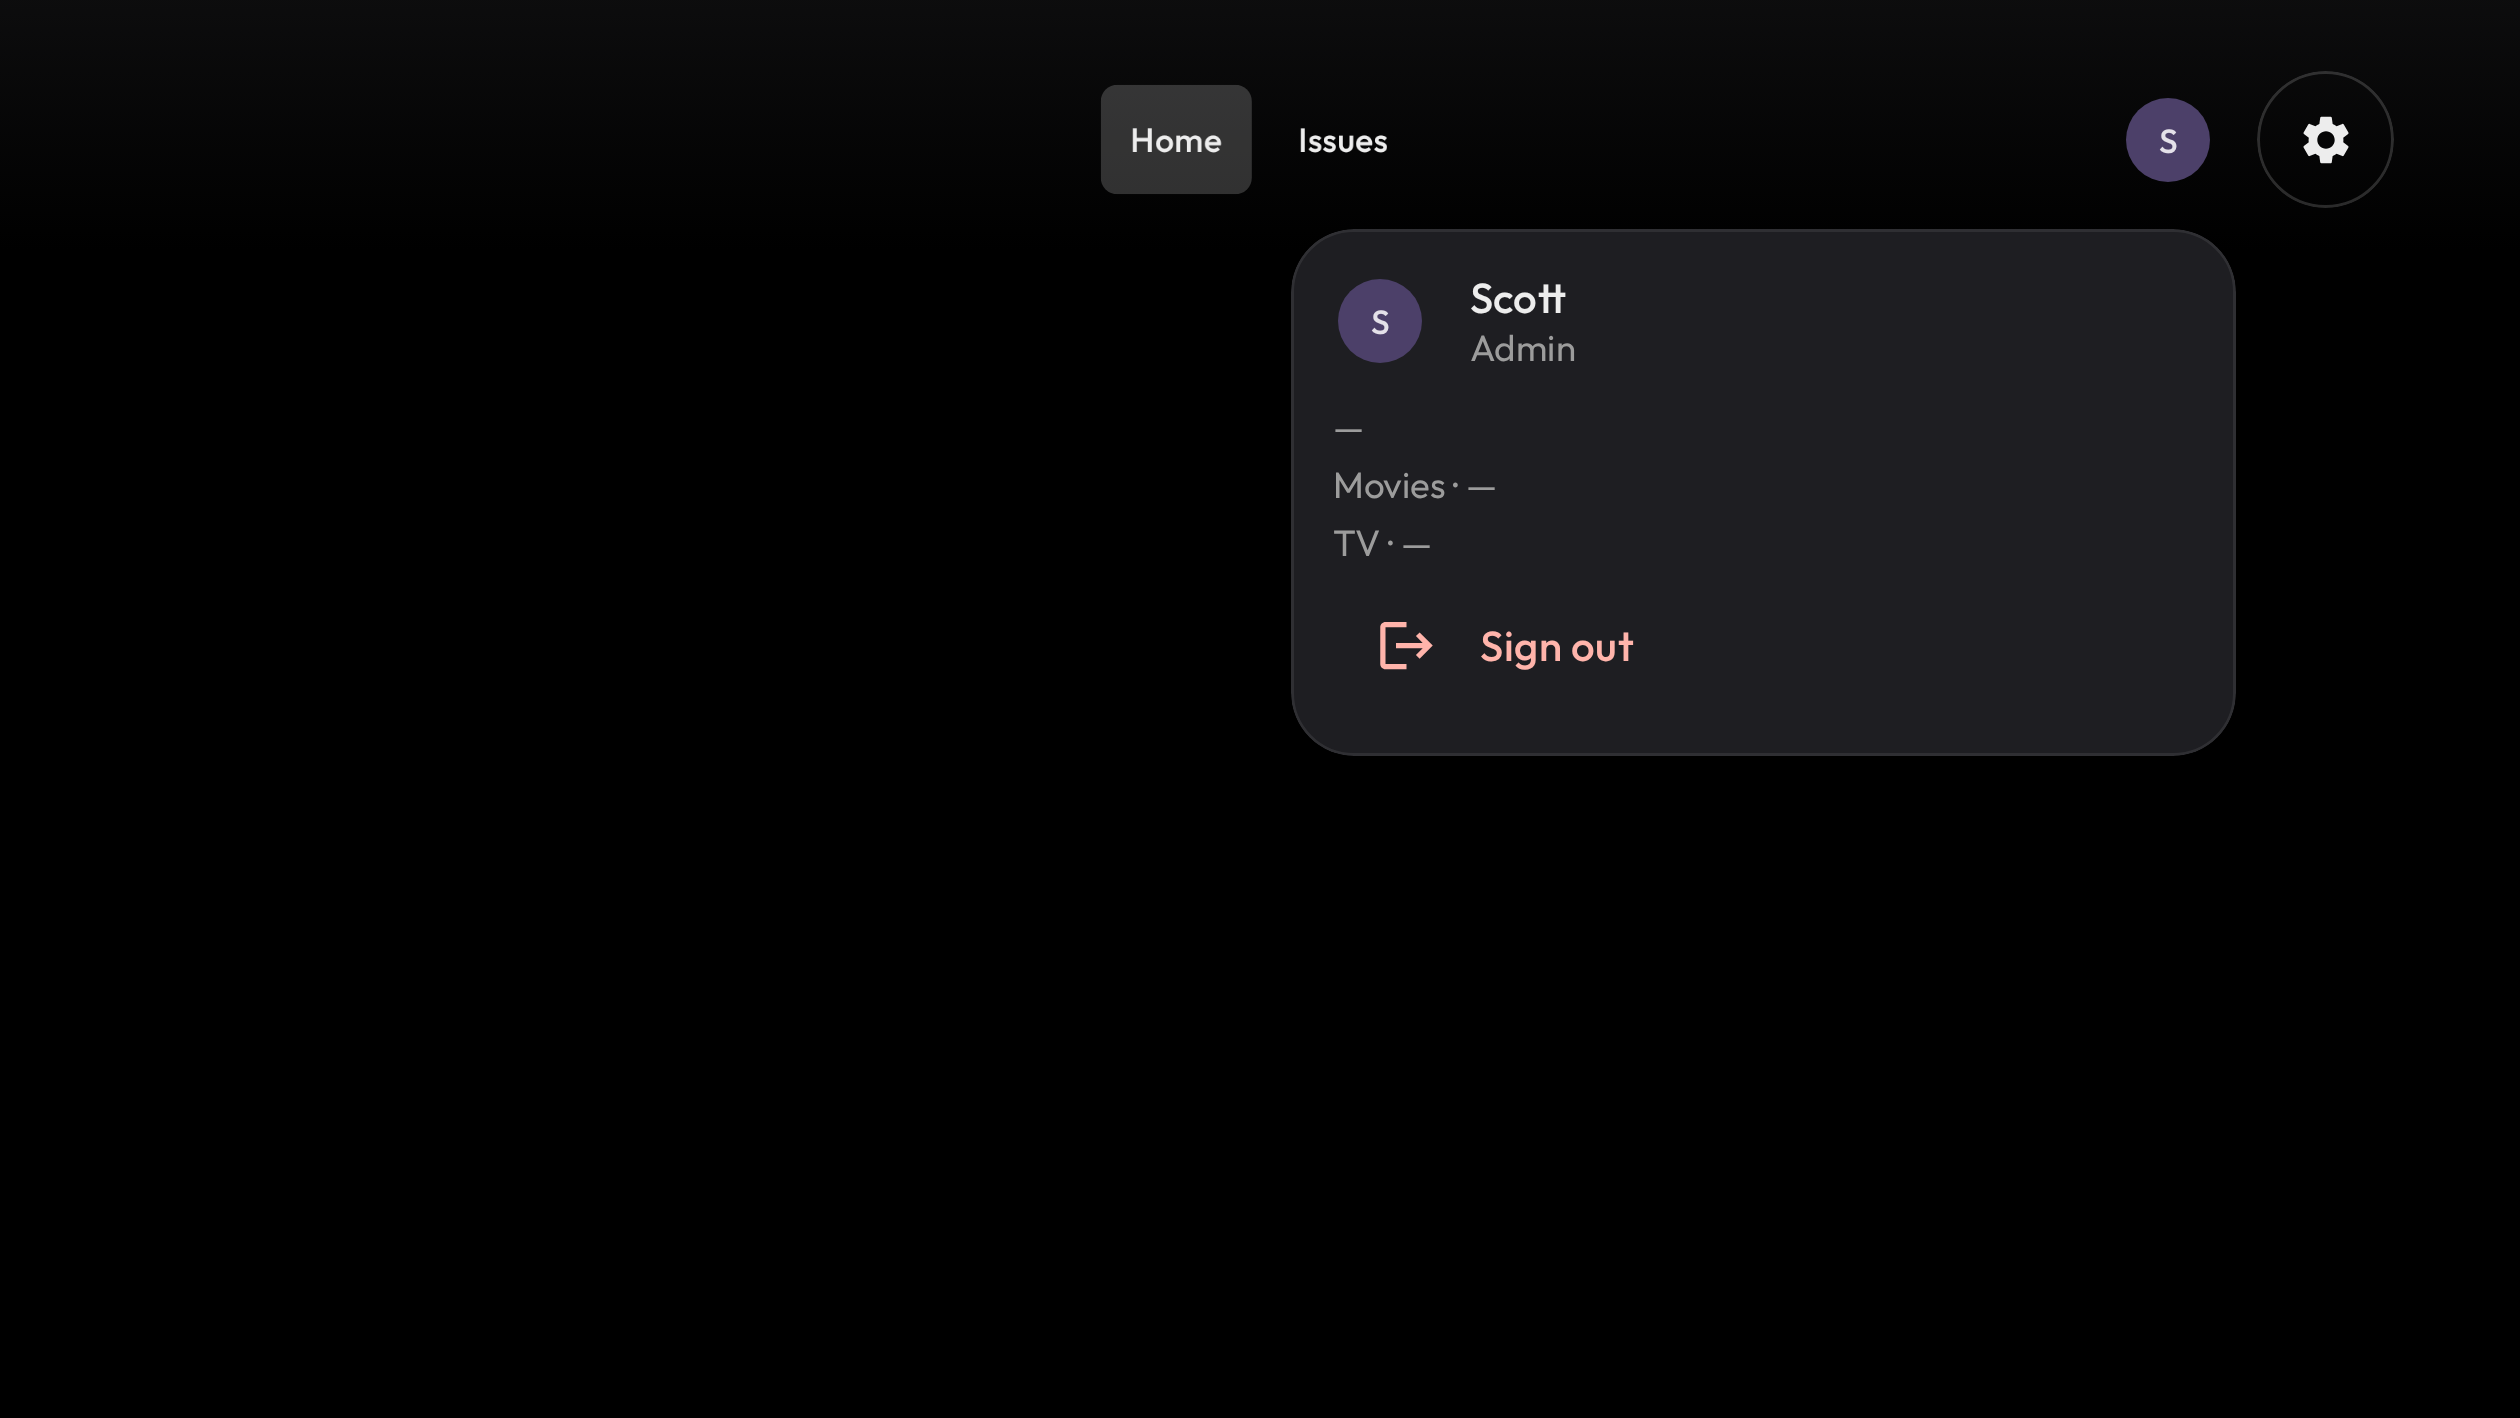 Home Issues S
S Scott
Admin
—
Movies · —
TV · —
Sign out